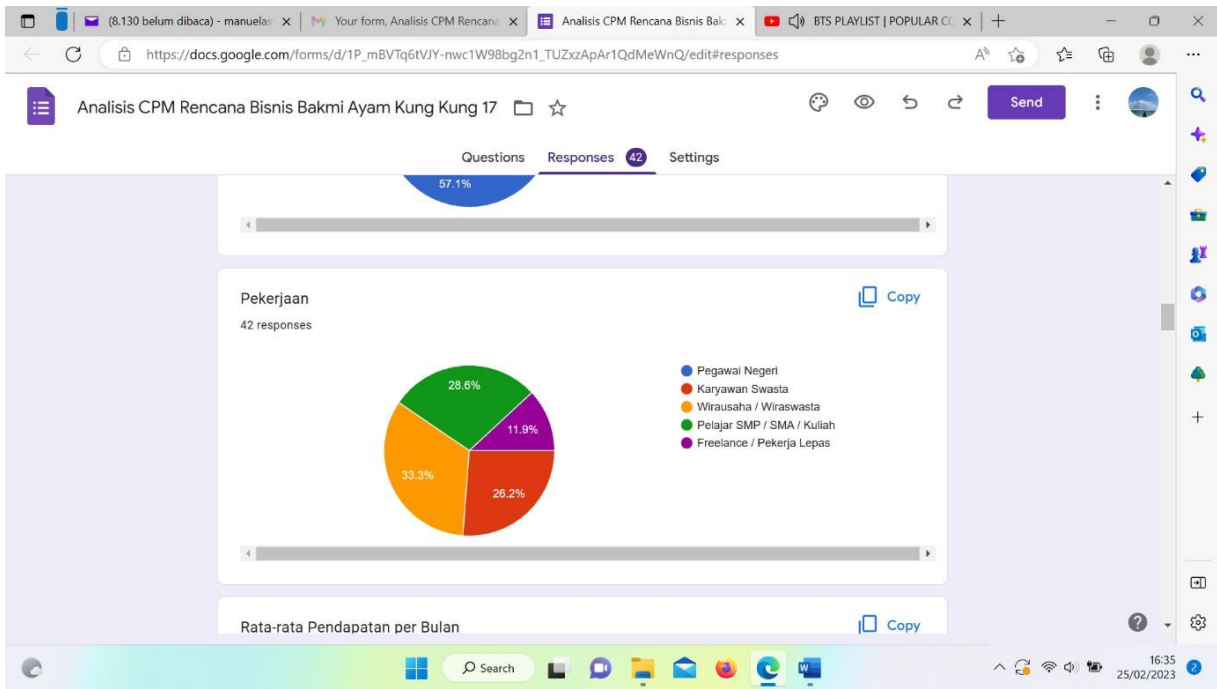 (8.130 belum dibaca) - manuelas
Your form, Analisis CPM Rencana
Analisis CPM Rencana Bisnis Bak
BTS PLAYLIST | POPULAR
https://docs.google.com/forms/d/1P_mBVTq6tVJY-nwc1W98bg2n1_TUZxzApAr1QdMeWnQ/edit#responses
Analisis CPM Rencana Bisnis Bakmi Ayam Kung Kung 17
Send
Questions Responses 42 Settings
57.1%
Pekerjaan
Copy
42 responses
28.6%
11.9%
33.3%
26.2%
Pegawai Negeri
Karyawan Swasta
Wirausaha / Wiraswasta
Pelajar SMP / SMA / Kuliah
Freelance / Pekerja Lepas
Rata-rata Pendapatan per Bulan
Copy
Search
16:35
25/02/2023
2